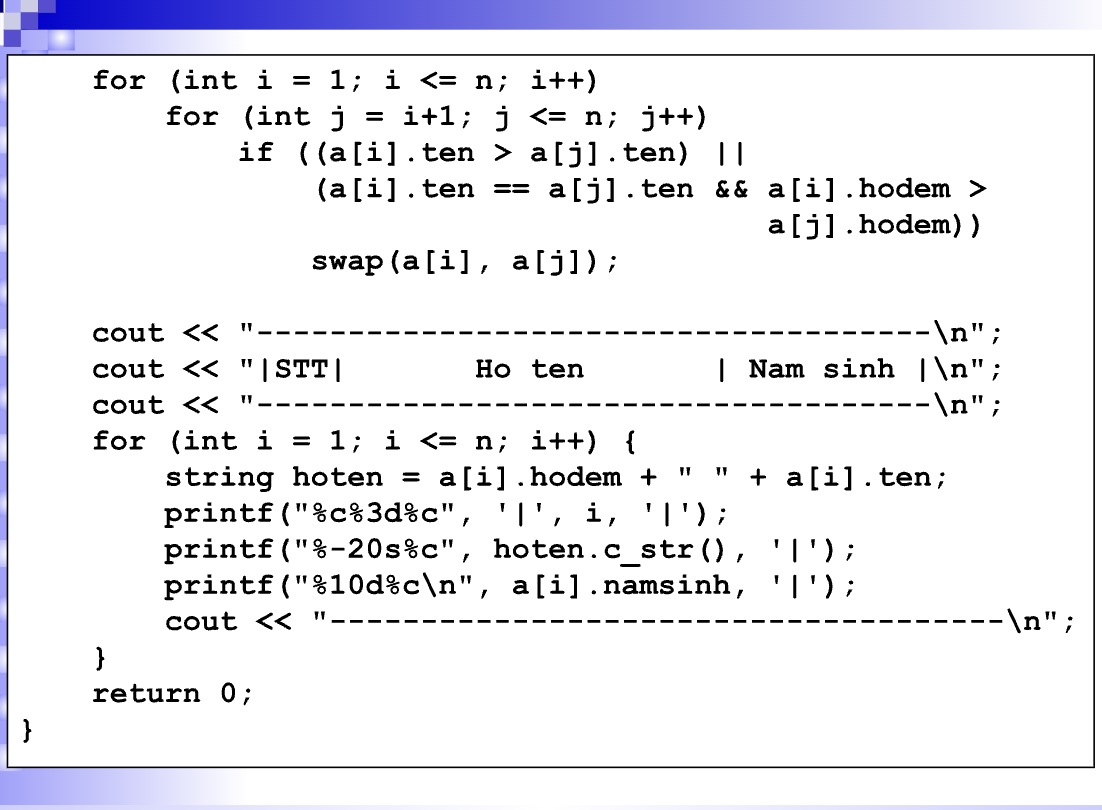 for (int i = 1; i <= n; i++)
for (int j = i+1; j <= n; j++)
if ((a[i].ten > a[j].ten) ||
(a[i].ten == a[j].ten && a[i].hodem >
a[j].hodem))
swap(a[i], a[j]);
cout << "-------------------------------------\n";
cout << "|STT|       Ho ten       | Nam sinh |\n";
cout << "-------------------------------------\n";
for (int i = 1; i <= n; i++) {
string hoten = a[i].hodem + " " + a[i].ten;
printf("%c%3d%c", '|', i, '|');
printf("%-20s%c", hoten.c_str(), '|');
printf("%10d%c\n", a[i].namsinh, '|');
cout << "-------------------------------------\n";
}
return 0;
}